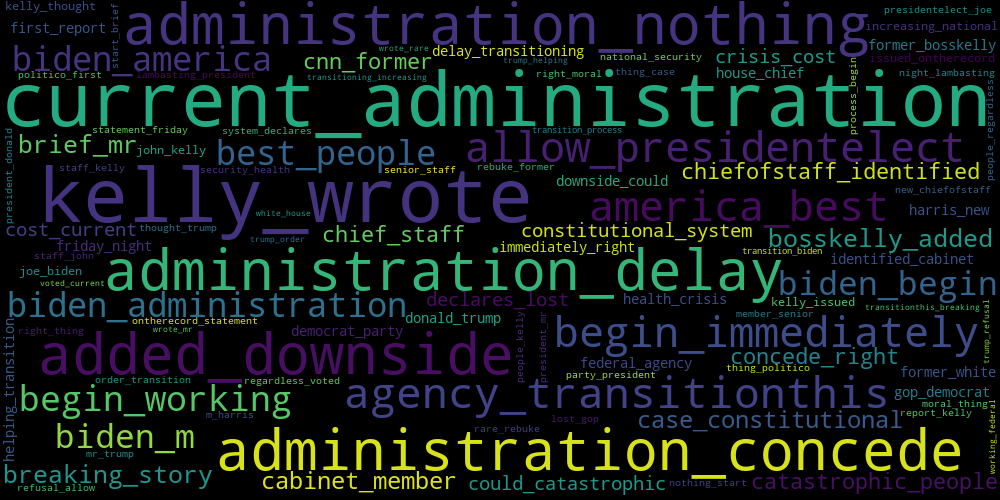 kelly_thought
administration_nothing
presidentelect_joe
first_report
start_brief
increasing_national
wrote_rare
delay_transitioning
former_bosskelly
biden_america
cnn_former
national_security
crisis_cost
issued_ontherecord
politico_first
lambasting_president
trump_helping
transitioning_increasing
right_moral
thing_case
house_chief
night_lambasting
process_begin
people_regardless
current_administration
president_donald
statement_friday
system_declares
transition_process
brief_mr
john_kelly
best_people
allow_presidentelect
staff_kelly
security_health
senior_staff
rebuke_former
downside_could
chiefofstaff_identified
kelly_wrote
new_chiefofstaff
white_house
america_best
harris_new
cost_current
thought_trump
chief_staff
constitutional_system
bosskelly_added
friday_night
trump_order
immediately_right
transition_biden
identified_cabinet
staff_john
joe_biden
voted_current
administration_delay
biden_begin
biden_administration
declares_lost
health_crisis
kelly_issued
transitionthis_breaking
ontherecord_statement
wrote_mr
democrat_party
donald_trump
member_senior
right_thing
people_kelly
president_mr
begin_immediately
trump_refusal
added_downside
concede_right
federal_agency
thing_politico
former_white
party_president
order_transition
regardless_voted
helping_transition
begin_working
agency_transitionthis
gop_democrat
moral_thing
m_harris
lost_gop
case_constitutional
report_kelly
biden_m
rare_rebuke
working_federal
mr_trump
administration_concede
breaking_story
cabinet_member
could_catastrophic
nothing_start
catastrophic_people
refusal_allow